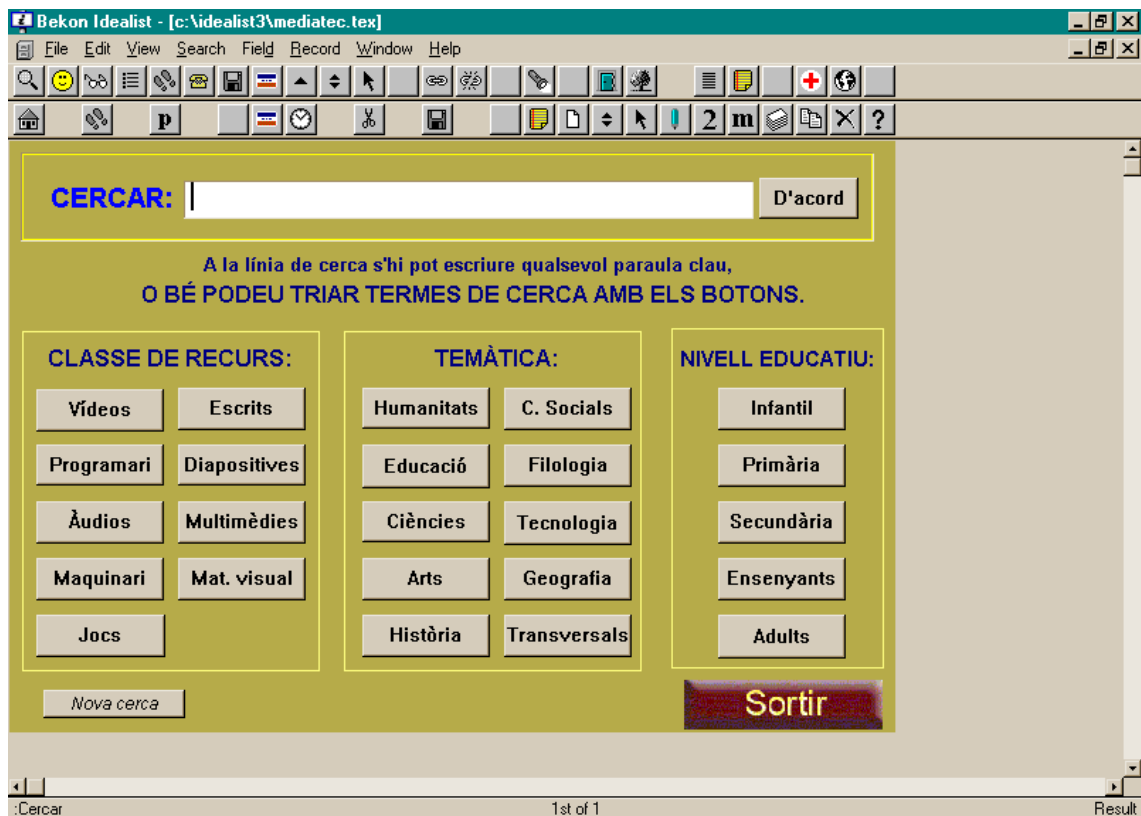 Bekon Idealist - [c:\idealist3\mediatec.tex]
File Edit View Search Field Record Window Help
p 2 m ?
CERCAR: D'acord
A la línia de cerca s'hi pot escriure qualsevol paraula clau,
O BÉ PODEU TRIAR TERMES DE CERCA AMB ELS BOTONS.
CLASSE DE RECURS:
Vídeos Escrits
Programari Diapositives
Àudios Multimèdies
Maquinari Mat. visual
Jocs
TEMÀTICA:
Humanitats C. Socials
Educació Filologia
Ciències Tecnologia
Arts Geografia
Història Transversals
NIVELL EDUCATIU:
Infantil
Primària
Secundària
Ensenyants
Adults
Nova cerca
Sortir
:Cercar 1st of 1 Result